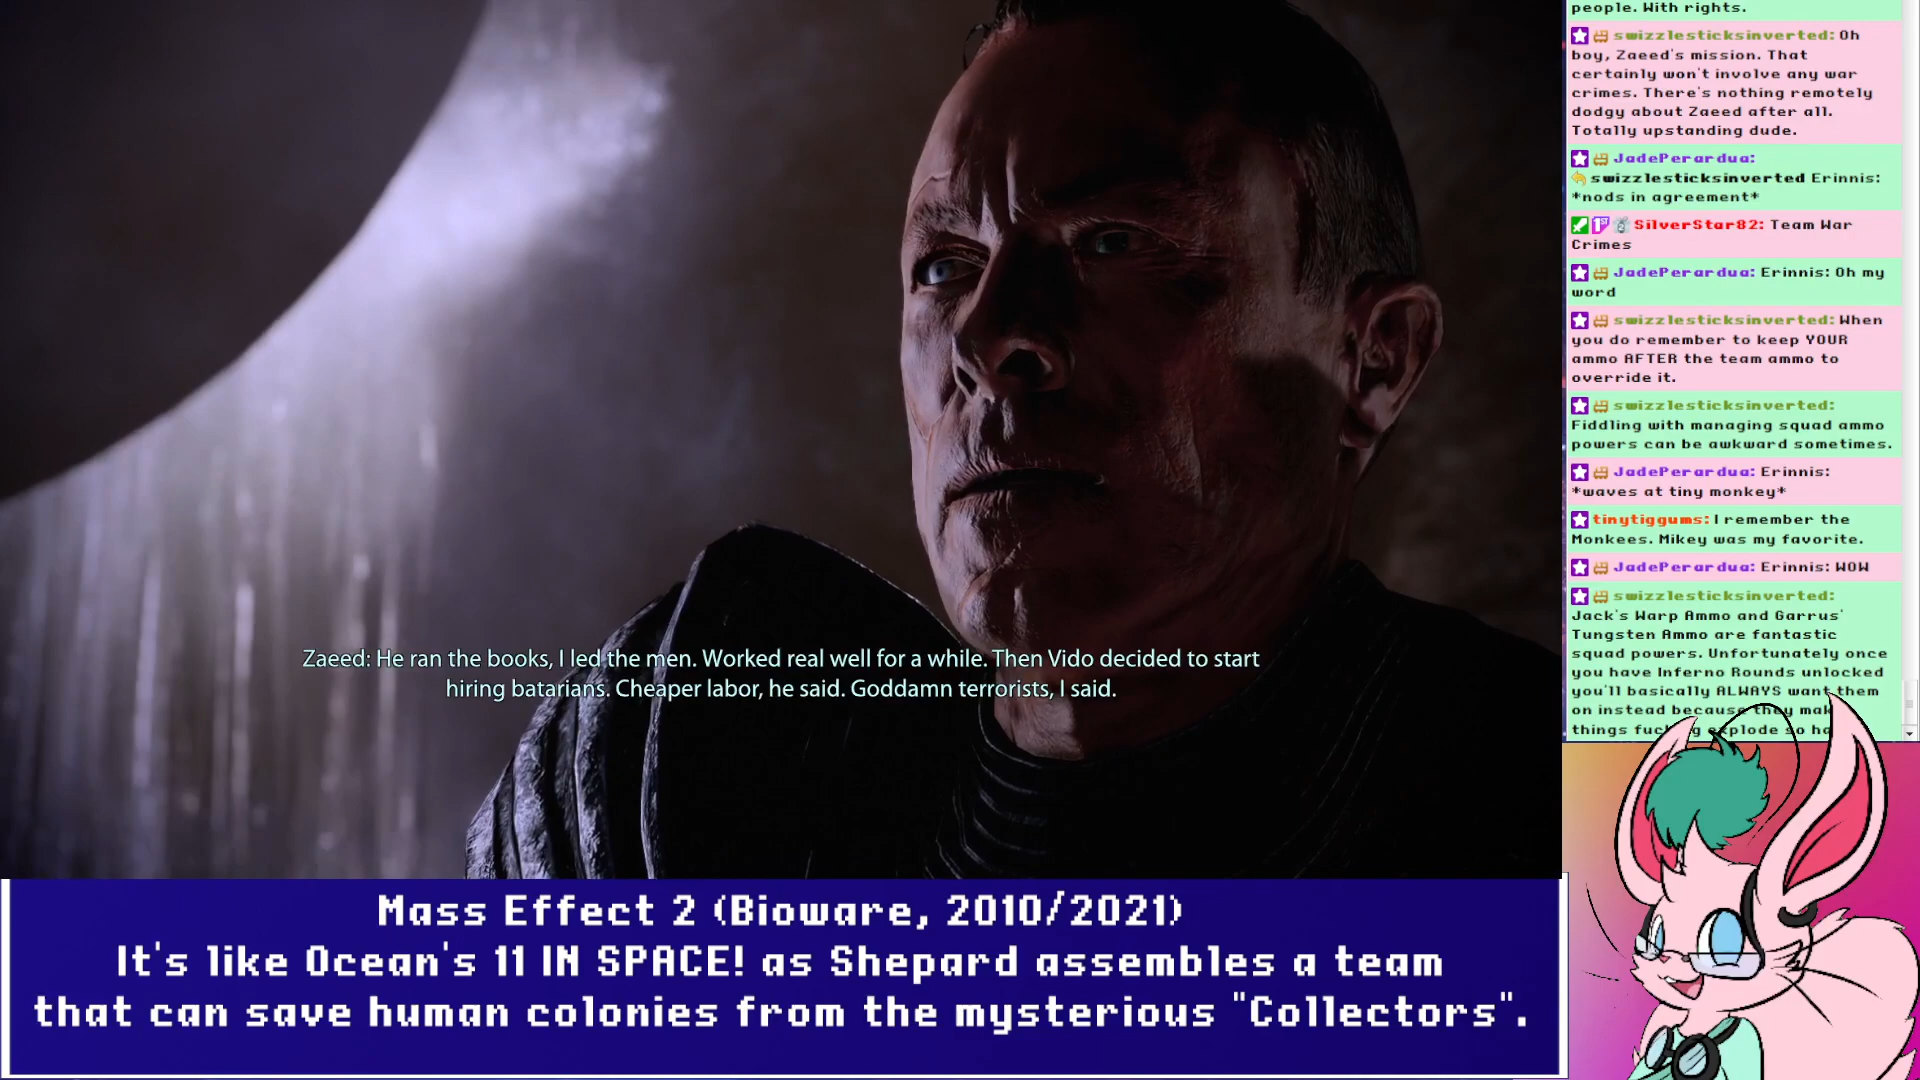 Zaeed: He ran the books, I led the men. Worked real well for a while. Then Vido decided to start
hiring batarians. Cheaper labor, he said. Goddamn terrorists, I said.
Mass Effect 2 (Bioware, 2010/2021)
It's like Ocean's 11 IN SPACE! as Shepard assembles a team
that can save human colonies from the mysterious "Collectors".
people. With rights.
swizzlesticksinverted: Oh
boy, Zaeed's mission. That
certainly won't involve any war
crimes. There's nothing remotely
dodgy about Zaeed after all.
Totally upstanding dude.
JadePerardua:
swizzlesticksinverted Erinnis:
*nods in agreement*
SilverStar82: Team War
Crimes
JadePerardua: Erinnis: Oh my
word
swizzlesticksinverted: When
you do remember to keep YOUR
ammo AFTER the team ammo to
override it.
swizzlesticksinverted:
Fiddling with managing squad ammo
powers can be awkward sometimes.
JadePerardua: Erinnis:
*waves at tiny monkey*
tinytiggums: I remember the
Monkees. Mikey was my favorite.
JadePerardua: Erinnis: WOW
swizzlesticksinverted:
Jack's Warp Ammo and Garrus'
Tungsten Ammo are fantastic
squad powers. Unfortunately once
you have Inferno Rounds unlocked
you'll basically ALWAYS want them
on instead because they
things explode so